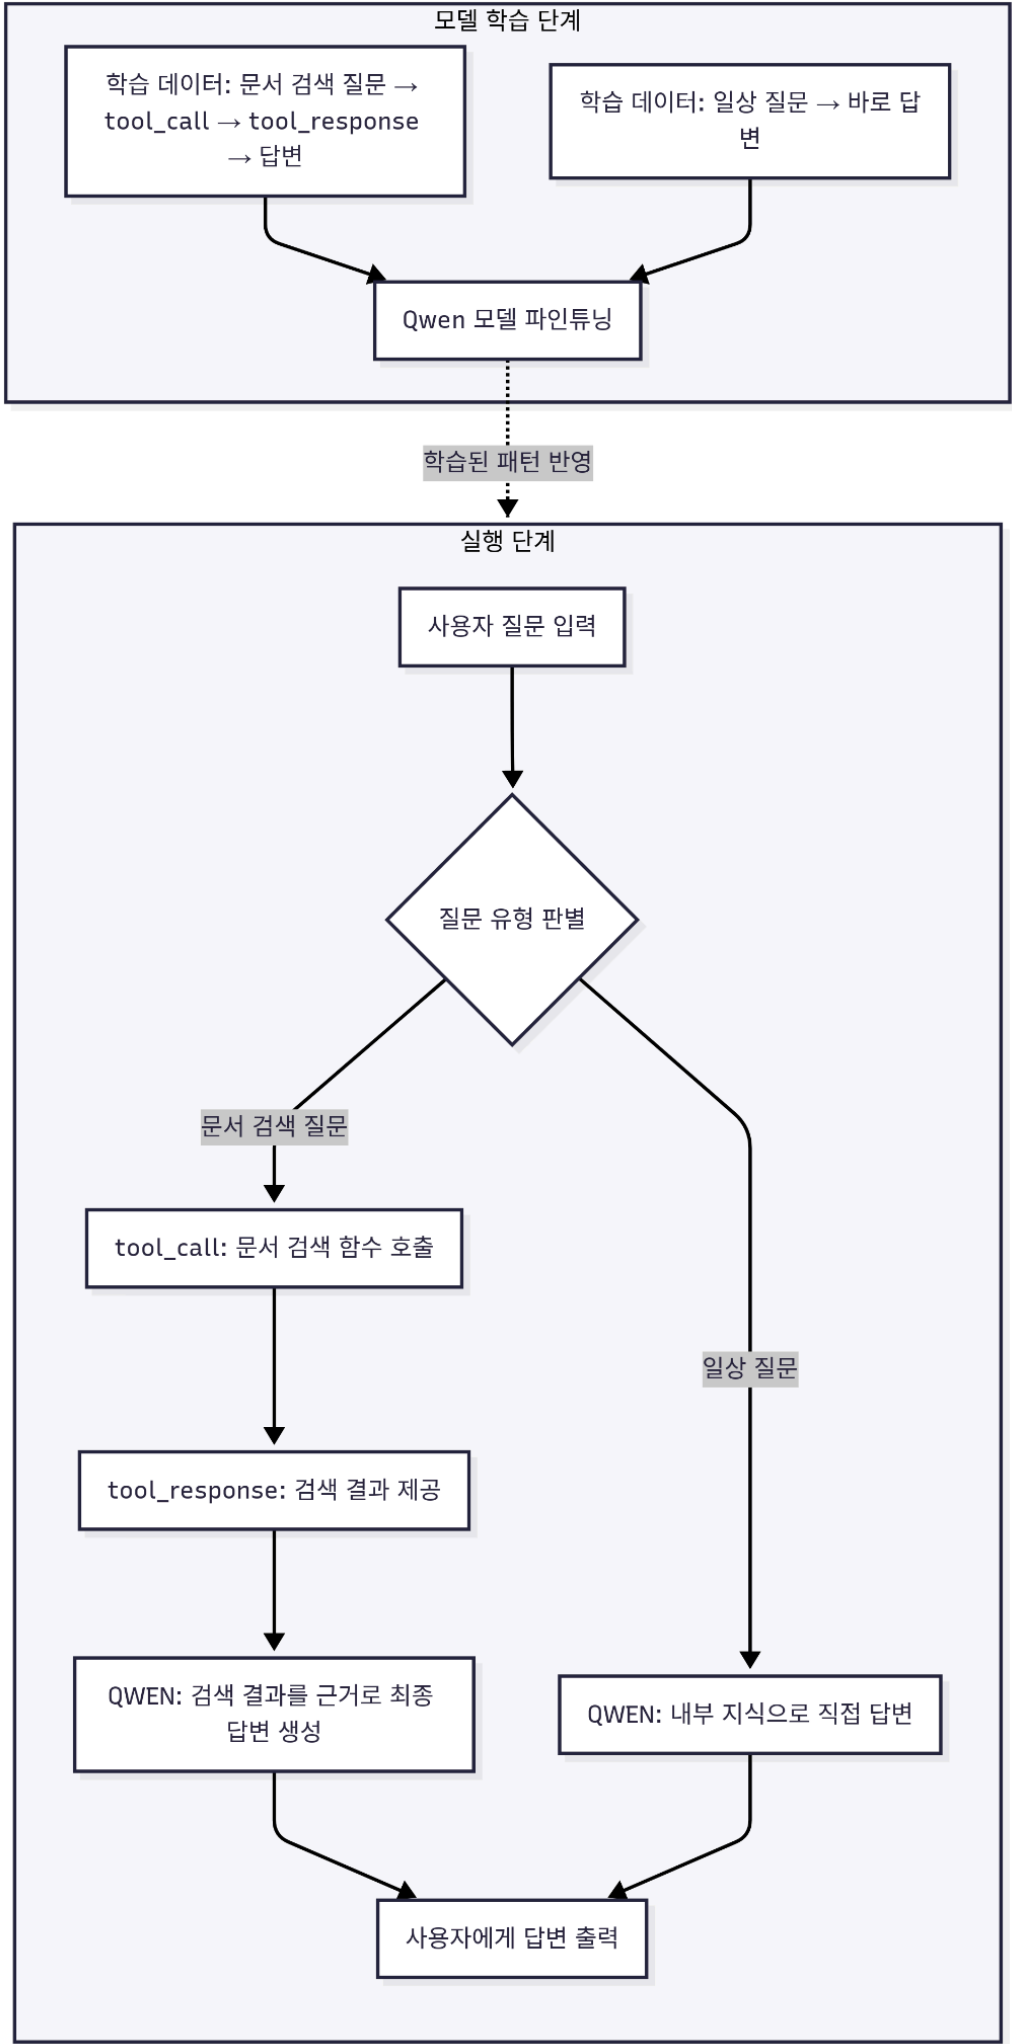 모델 학습 단계
학습 데이터: 문서 검색 질문 →
tool_call → tool_response
→ 답변
학습 데이터: 일상 질문 → 바로 답
변
Qwen 모델 파인튜닝
학습된 패턴 반영
실행 단계
사용자 질문 입력
질문 유형 판별
문서 검색 질문
tool_call: 문서 검색 함수 호출
일상 질문
tool_response: 검색 결과 제공
QWEN: 검색 결과를 근거로 최종
답변 생성
QWEN: 내부 지식으로 직접 답변
사용자에게 답변 출력